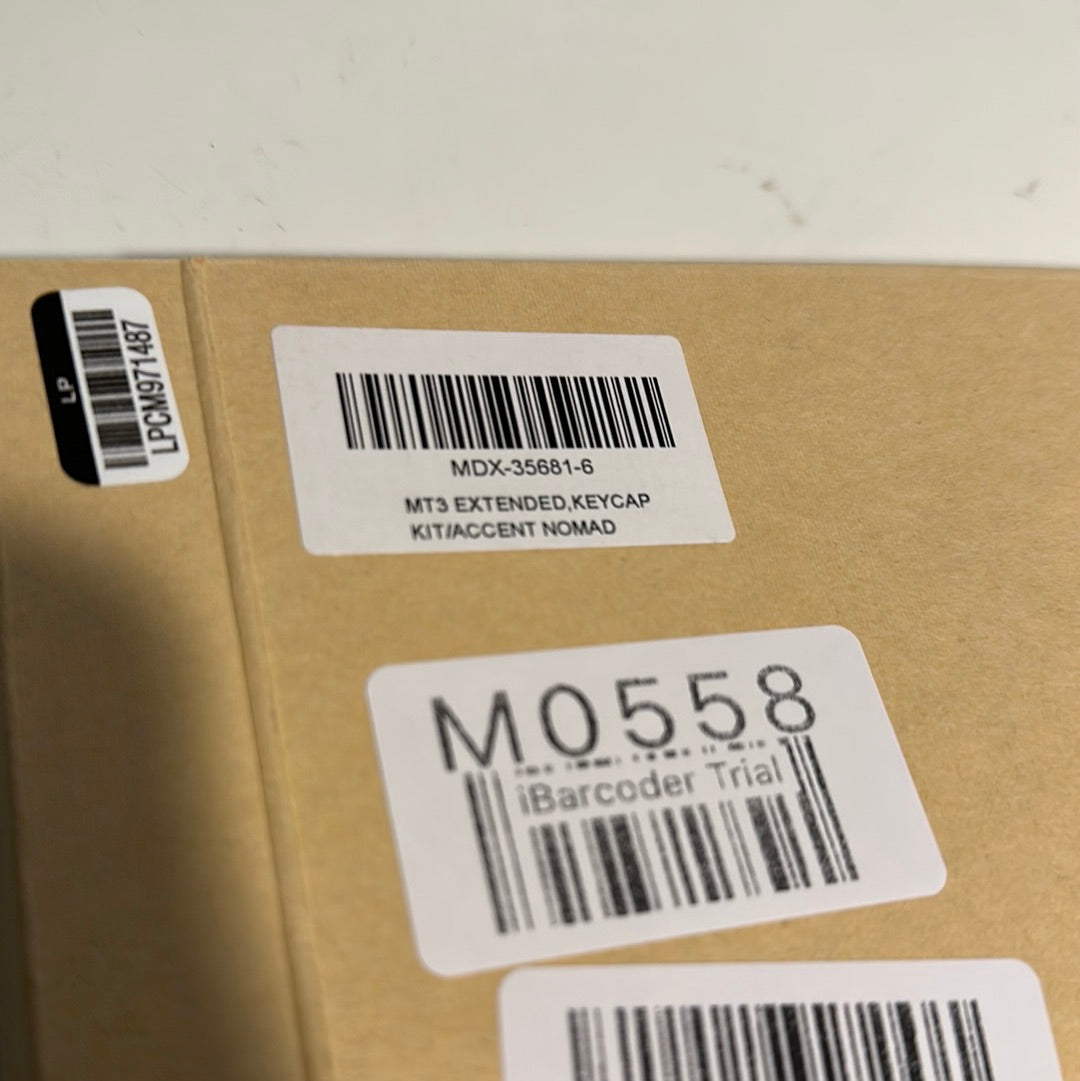 LP
LPCM971487
MDX-35681-6
MT3 EXTENDED,KEYCAP
KIT/ACCENT NOMAD
M0558
iBarcoder Trial